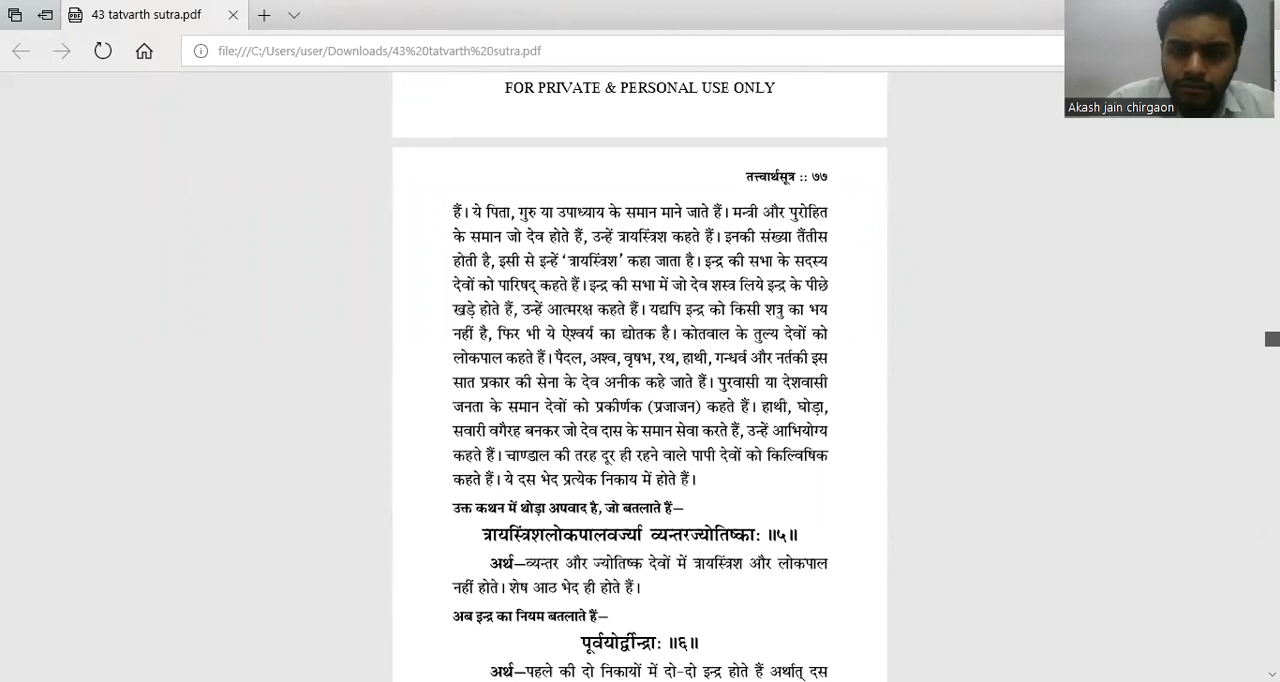 43 tatvarth sutra.pdf
file:///C:/Users/user/Downloads/43%20tatvarth%20sutra.pdf
Akash jain chirgaon
FOR PRIVATE & PERSONAL USE ONLY
तत्त्वार्थसूत्र :: ७७
हैं। ये पिता, गुरु या उपाध्याय के समान माने जाते हैं। मन्त्री और पुरोहित
के समान जो देव होते हैं, उन्हें त्रायस्त्रिंश कहते हैं। इनकी संख्या तैंतीस
होती है, इसी से इन्हें ‘त्रायस्त्रिंश’ कहा जाता है। इन्द्र की सभा के सदस्य
देवों को पारिषद् कहते हैं। इन्द्र की सभा में जो देव शस्त्र लिये इन्द्र के पीछे
खड़े होते हैं, उन्हें आत्मरक्ष कहते हैं। यद्यपि इन्द्र को किसी शत्रु का भय
नहीं है, फिर भी ये ऐश्वर्य का द्योतक है। कोतवाल के तुल्य देवों को
लोकपाल कहते हैं। पैदल, अश्व, वृषभ, रथ, हाथी, गन्धर्व और नर्तकी इस
सात प्रकार की सेना के देव अनीक कहे जाते हैं। पुरवासी या देशवासी
जनता के समान देवों को प्रकीर्णक (प्रजाजन) कहते हैं। हाथी, घोड़ा,
सवारी वगैरह बनकर जो देव दास के समान सेवा करते हैं, उन्हें आभियोग्य
कहते हैं। चाण्डाल की तरह दूर ही रहने वाले पापी देवों को किल्विषिक
कहते हैं। ये दस भेद प्रत्येक निकाय में होते हैं।
उक्त कथन में थोड़ा अपवाद है, जो बतलाते हैं—
त्रायस्त्रिंशलोकपालवर्ज्या व्यन्तरज्योतिष्काः ॥५॥
अर्थ—व्यन्तर और ज्योतिष्क देवों में त्रायस्त्रिंश और लोकपाल
नहीं होते। शेष आठ भेद ही होते हैं।
अब इन्द्र का नियम बतलाते हैं—
पूर्वयोर्द्वीन्द्राः ॥६॥
अर्थ—पहले की दो निकायों में दो-दो इन्द्र होते हैं अर्थात् दस